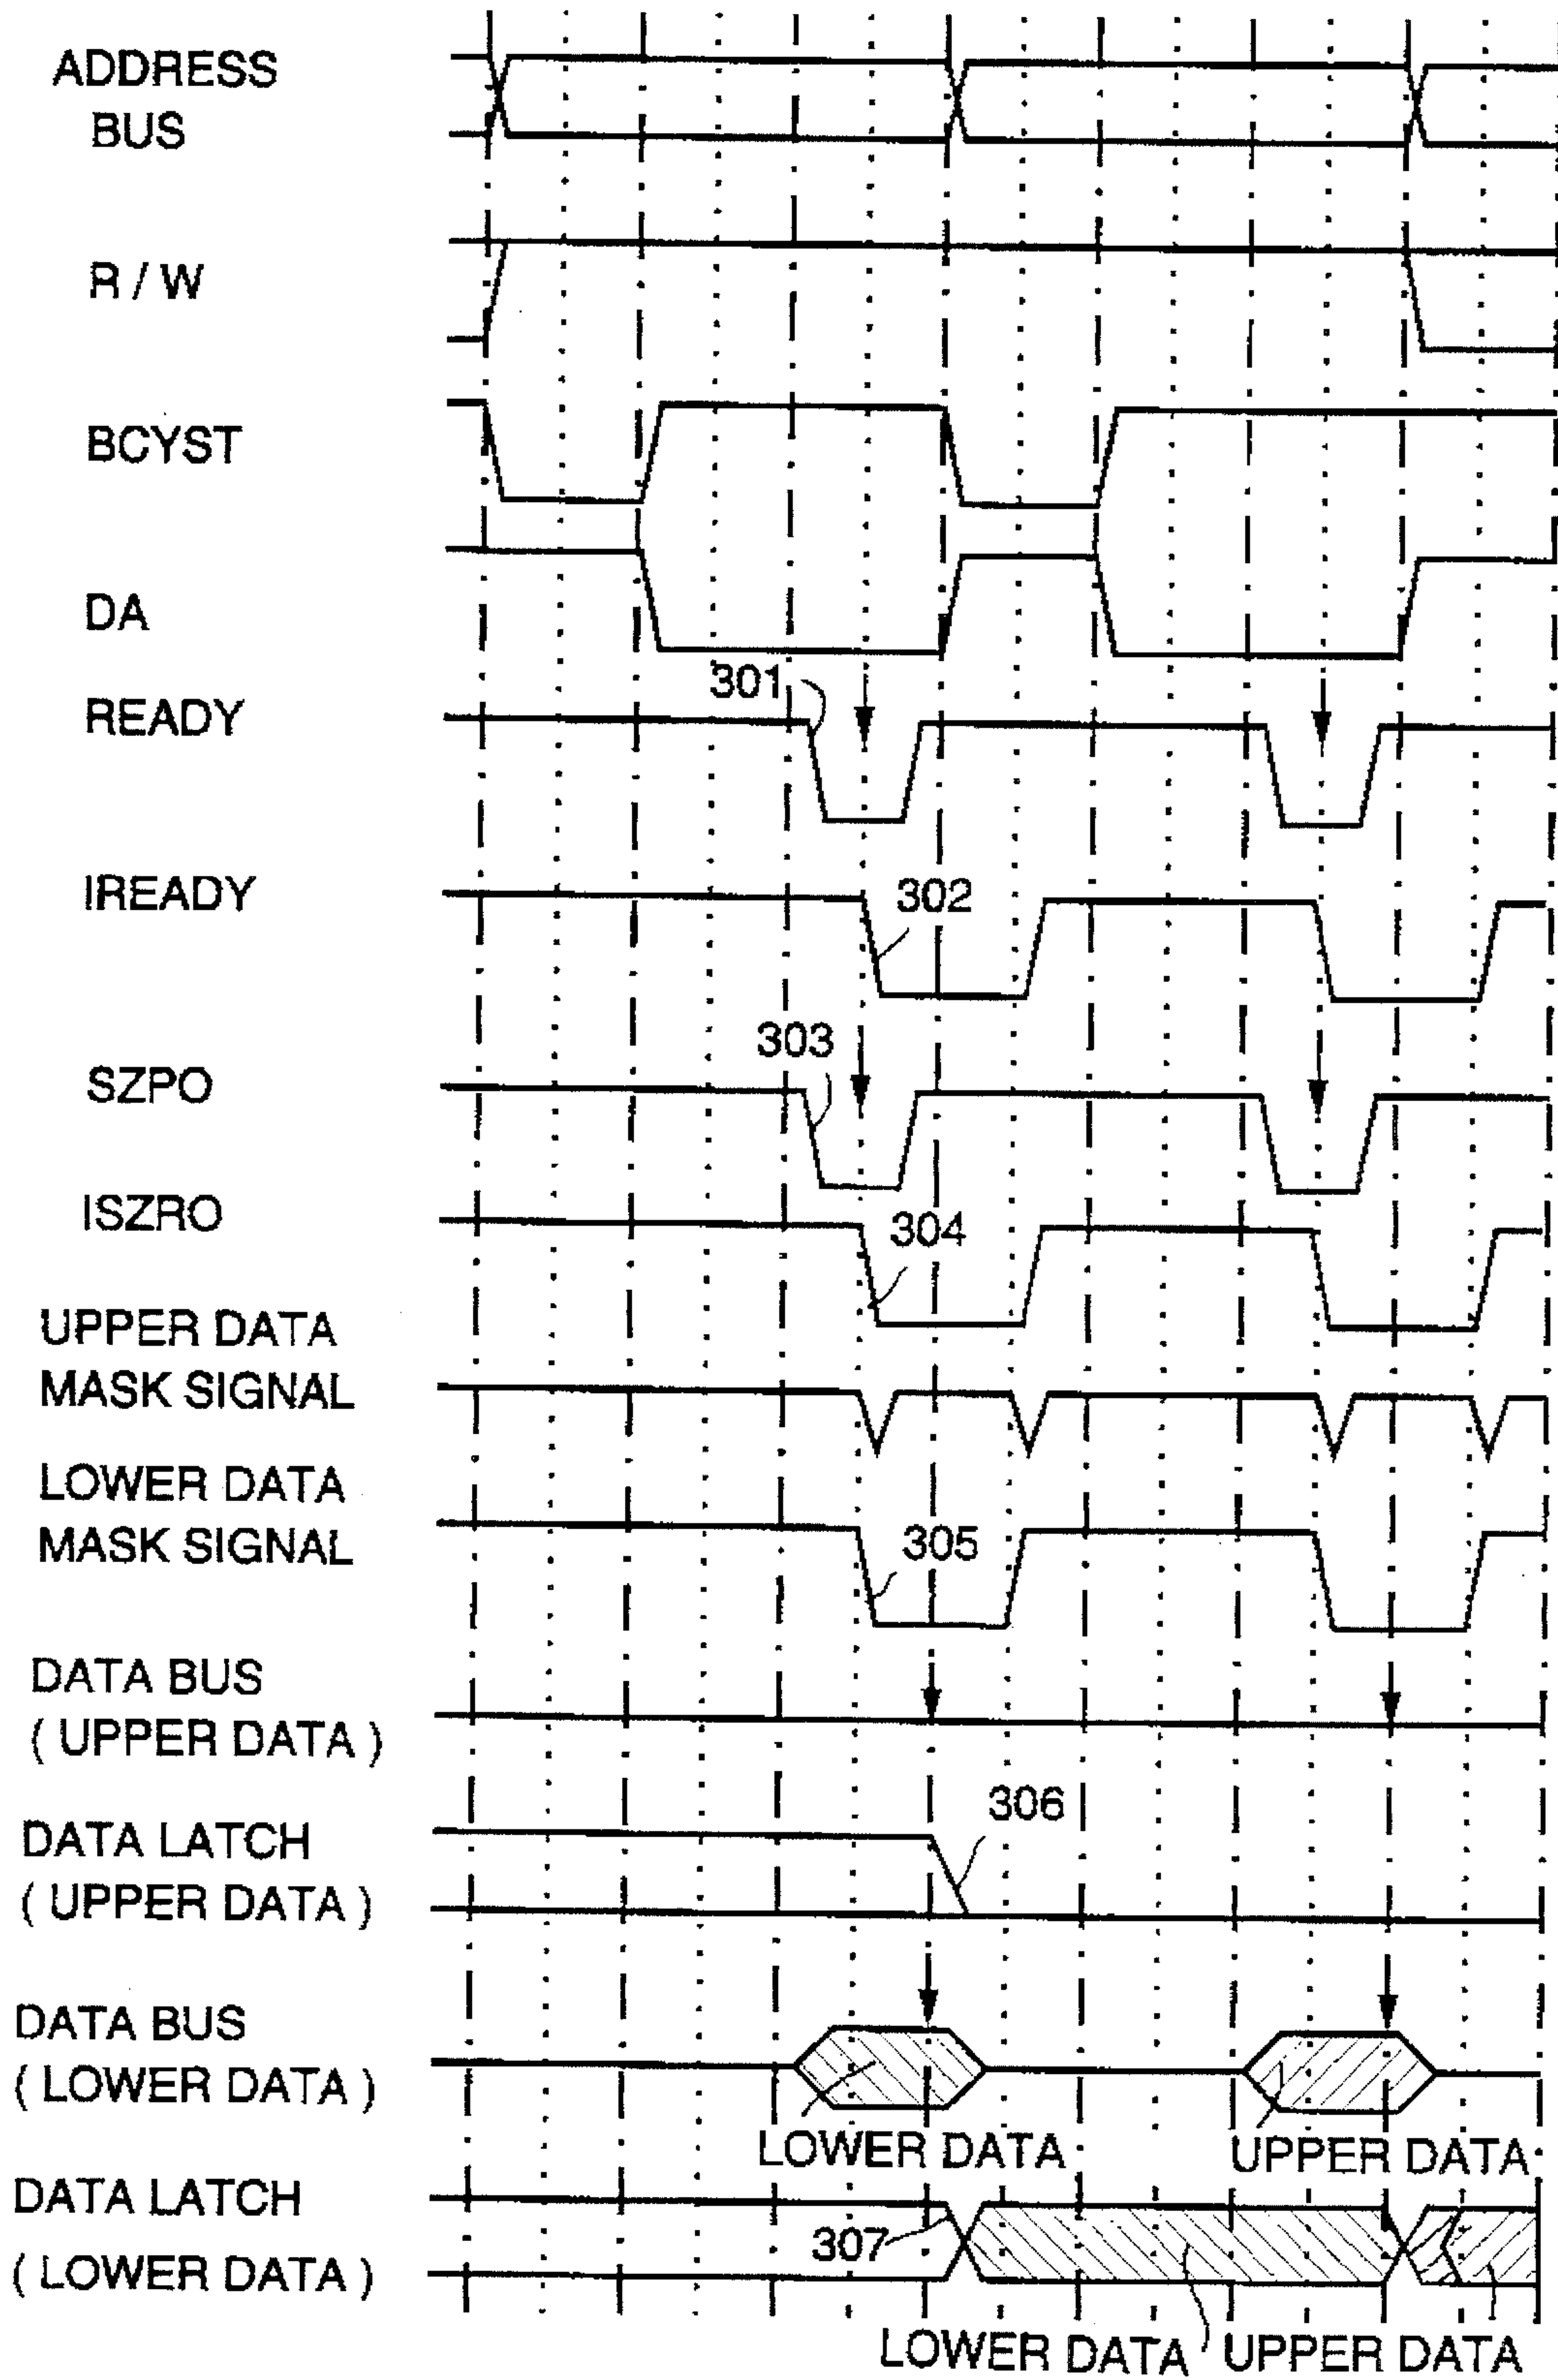 ADDRESS
BUS
R / W
BCYST
DA
301
READY
IREADY
302
303
SZPO
ISZRO
304
UPPER DATA
MASK SIGNAL
LOWER DATA
MASK SIGNAL
305
DATA BUS
( UPPER DATA )
306
DATA LATCH
( UPPER DATA )
DATA BUS
( LOWER DATA )
LOWER DATA
UPPER DATA
DATA LATCH
307
( LOWER DATA )
LOWER DATA
UPPER DATA